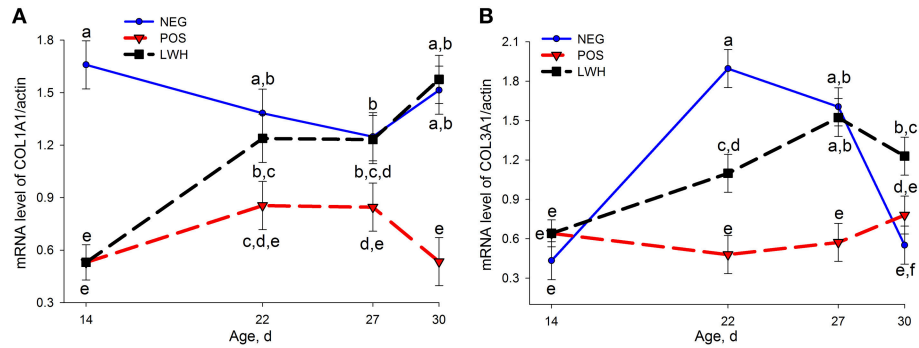 A
NEG
POS
LWH
mRNA level of COL1A1/actin
1.8
1.5
1.2
0.9
0.6
0.3
a
a,b
b
a,b
a,b
b,c
b,c,d
c,d,e
d,e
e
e
e
14
22
27
30
Age, d
B
NEG
POS
LWH
mRNA level of COL3A1/actin
2.1
1.8
1.5
1.2
0.9
0.6
0.3
a
a,b
b,c
c,d
a,b
d,e
e
e
e
e
e
e,f
14
22
27
30
Age, d